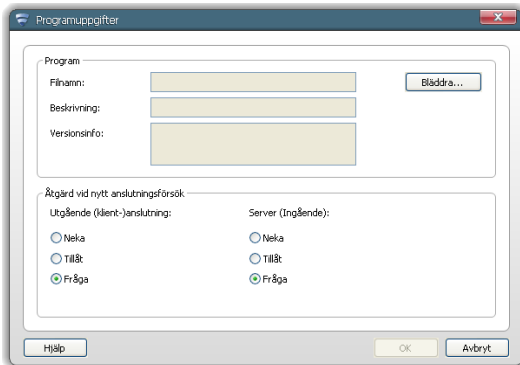 Programuppgifter
Program
Filnamn:
Bläddra...
Beskrivning:
Versionsinfo:
Åtgärd vid nytt anslutningsförsök
Utgående (klient-)anslutning:
Server (Ingående):
Neka
Neka
Tillåt
Tillåt
Fråga
Fråga
Hjälp
OK
Avbryt